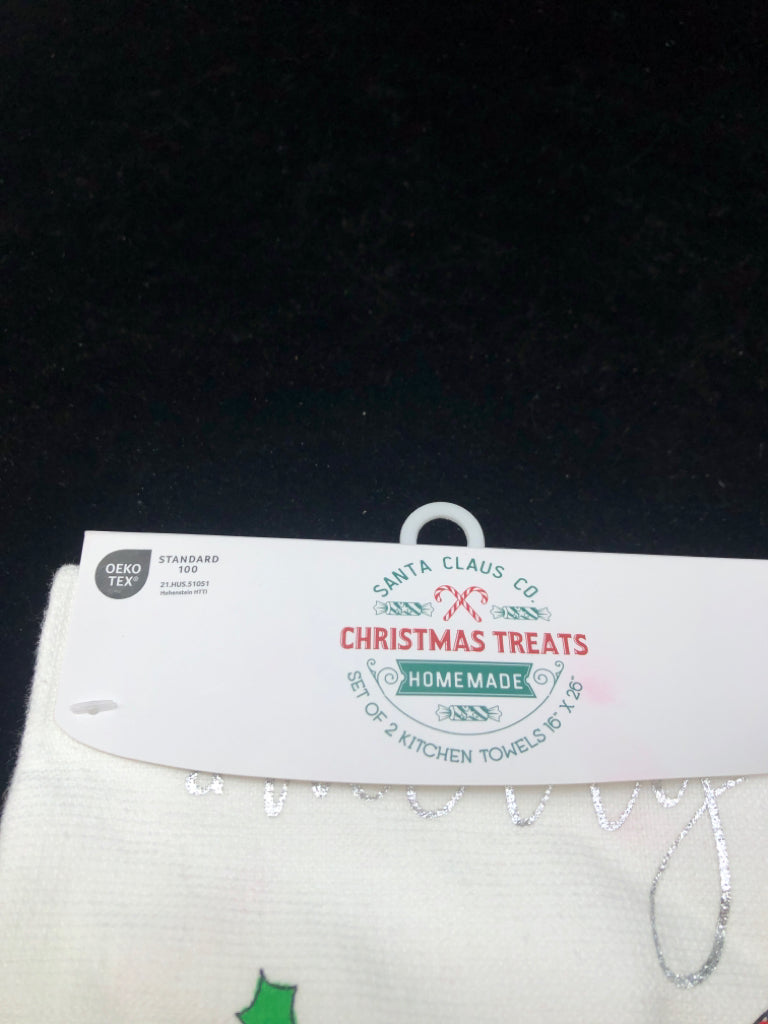 OEKO
TEX®
STANDARD
100
21.HUS.51051
Hohenstein HTTI
SANTA CLAUS CO.
CHRISTMAS TREATS
HOMEMADE
SET OF 2 KITCHEN TOWELS 16" X 26"